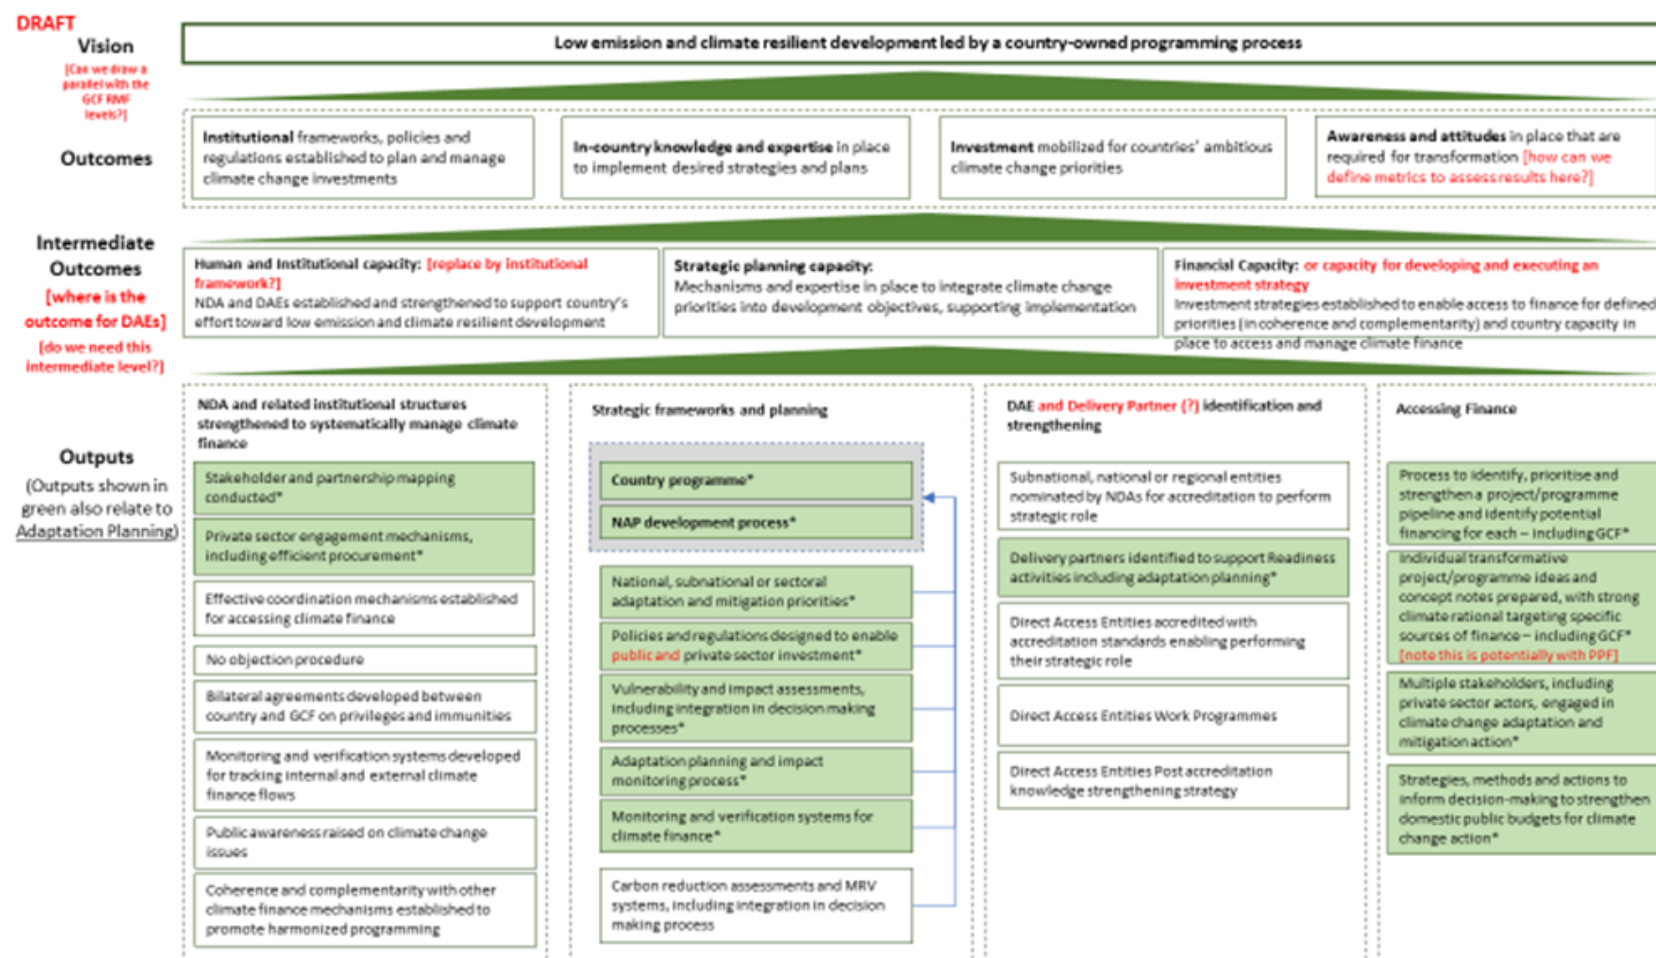 DRAFT
Vision
[Can we draw a
parallel with the
GCF RMF
levels?]
Low emission and climate resilient development led by a country-owned programming process
Outcomes
Institutional frameworks, policies and
regulations established to plan and manage
climate change investments
In-country knowledge and expertise in place
to implement desired strategies and plans
Investment mobilized for countries' ambitious
climate change priorities
Awareness and attitudes in place that are
required for transformation [how can we
define metrics to assess results here?]
Intermediate
Outcomes
[where is the
outcome for DAEs]
[do we need this
intermediate level?]
Human and Institutional capacity: [replace by institutional
framework?]
NDA and DAEs established and strengthened to support country's
effort toward low emission and climate resilient development
Strategic planning capacity:
Mechanisms and expertise in place to integrate climate change
priorities into development objectives, supporting implementation
Financial Capacity: or capacity for developing and executing an
investment strategy
Investment strategies established to enable access to finance for defined
priorities (in coherence and complementarity) and country capacity in
place to access and manage climate finance
Outputs
(Outputs shown in
green also relate to
Adaptation Planning)
NDA and related institutional structures
strengthened to systematically manage climate
finance
Stakeholder and partnership mapping
conducted*
Private sector engagement mechanisms,
including efficient procurement*
Effective coordination mechanisms established
for accessing climate finance
No objection procedure
Bilateral agreements developed between
country and GCF on privileges and immunities
Monitoring and verification systems developed
for tracking internal and external climate
finance flows
Public awareness raised on climate change
issues
Coherence and complementarity with other
climate finance mechanisms established to
promote harmonized programming
Strategic frameworks and planning
Country programme*
NAP development process*
National, subnational or sectoral
adaptation and mitigation priorities*
Policies and regulations designed to enable
public and private sector investment*
Vulnerability and impact assessments,
including integration in decision making
processes*
Adaptation planning and impact
monitoring process*
Monitoring and verification systems for
climate finance*
Carbon reduction assessments and MRV
systems, including integration in decision
making process
DAE and Delivery Partner (?) identification and
strengthening
Subnational, national or regional entities
nominated by NDAs for accreditation to perform
strategic role
Delivery partners identified to support Readiness
activities including adaptation planning*
Direct Access Entities accredited with
accreditation standards enabling performing
their strategic role
Direct Access Entities Work Programmes
Direct Access Entities Post accreditation
knowledge strengthening strategy
Accessing Finance
Process to identify, prioritise and
strengthen a project/programme
pipeline and identify potential
financing for each – including GCF*
Individual transformative
project/programme ideas and
concept notes prepared, with strong
climate rational targeting specific
sources of finance – including GCF*
[note this is potentially with PPF]
Multiple stakeholders, including
private sector actors, engaged in
climate change adaptation and
mitigation action*
Strategies, methods and actions to
inform decision-making to strengthen
domestic public budgets for climate
change action*